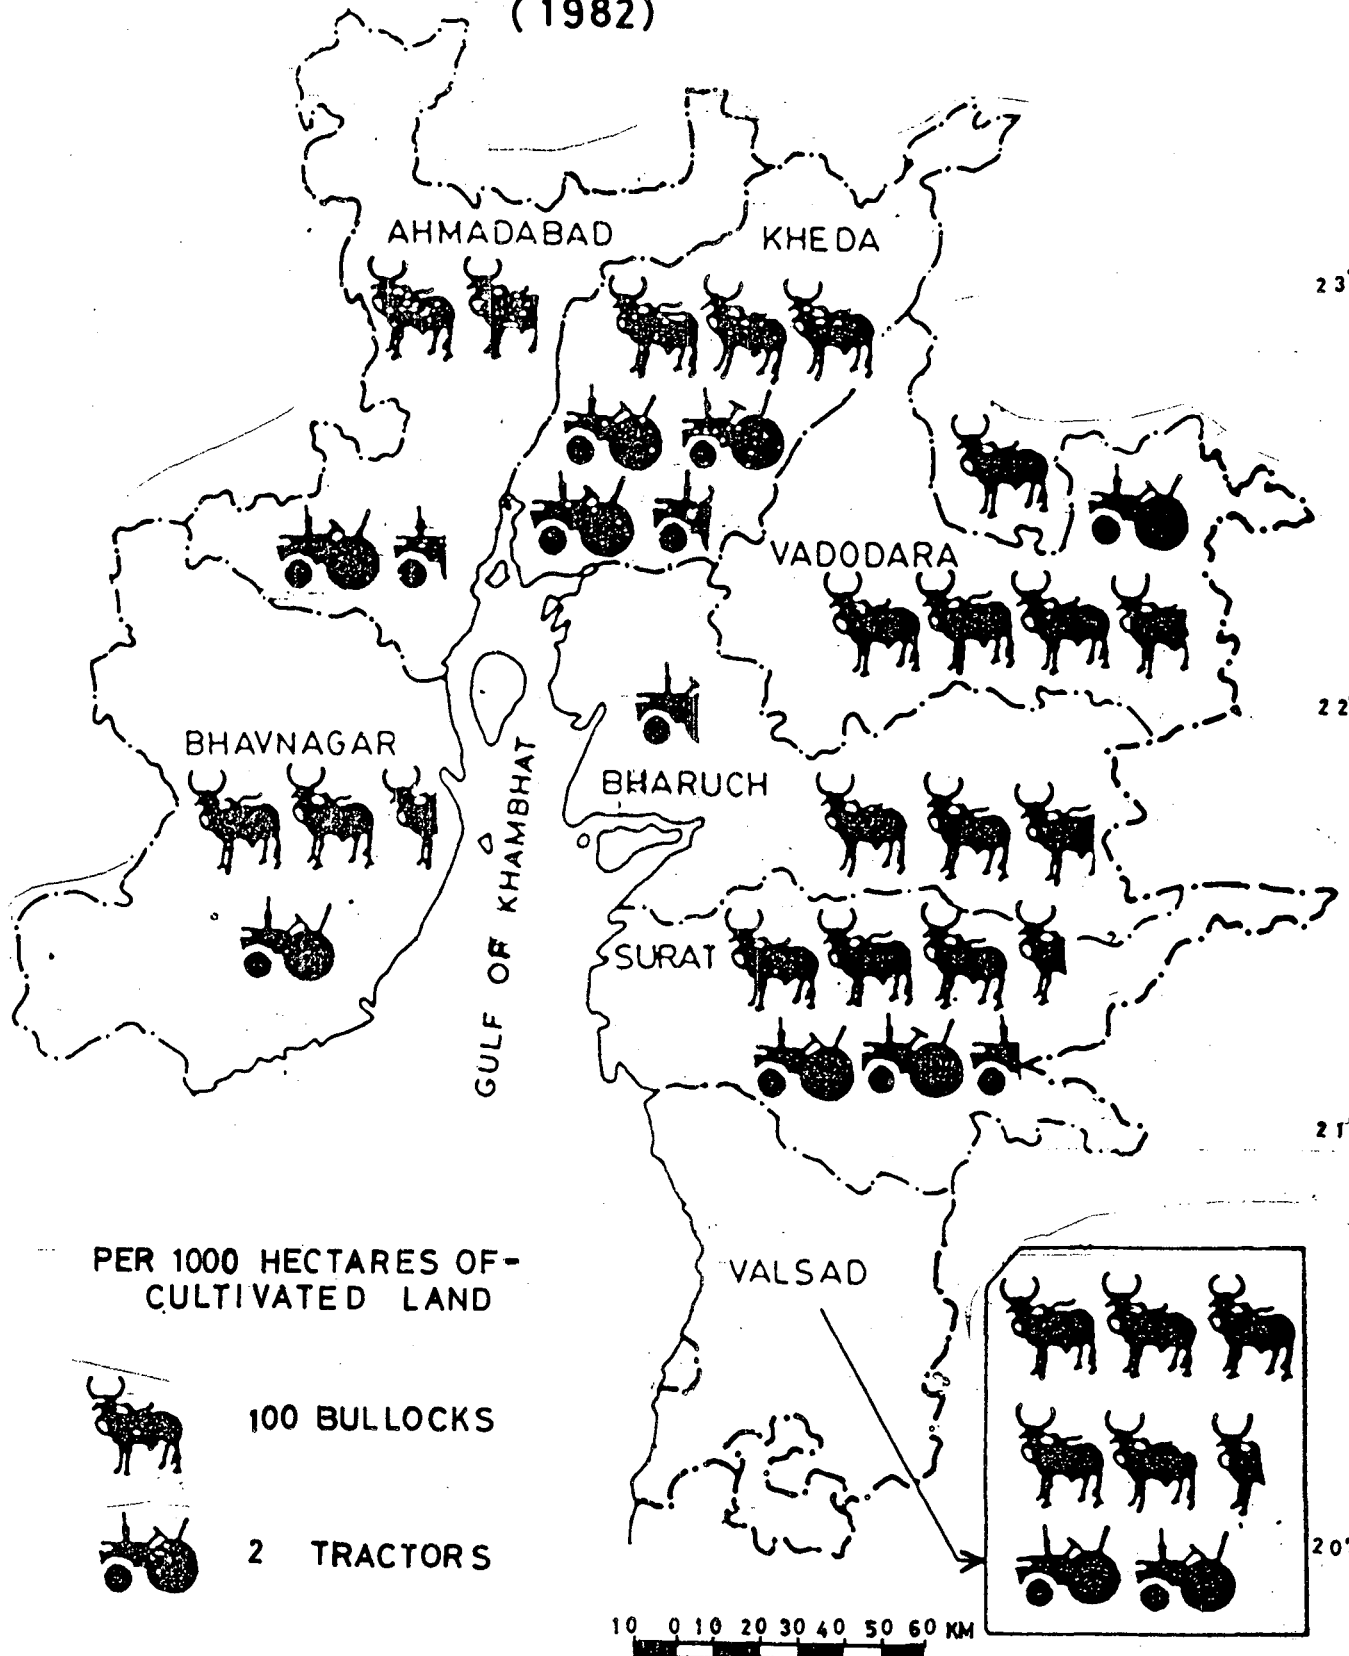 (1982)
AHMADABAD
KHEDA
23°
VADODARA
22°
BHAVNAGAR
BHARUCH
GULF OF KHAMBHAT
SURAT
21°
PER 1000 HECTARES OF-
CULTIVATED LAND
VALSAD
100 BULLOCKS
2 TRACTORS
20°
10 0 10 20 30 40 50 60 KM